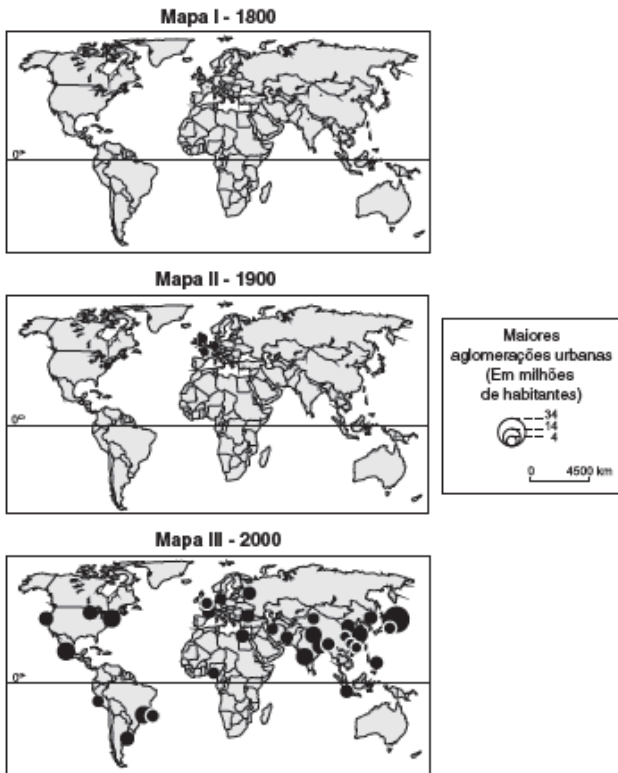 Mapa I - 1800
0°
Mapa II - 1900
0°
Maiores
aglomerações urbanas
(Em milhões
de habitantes)
34
14
4
0 4500 km
Mapa III - 2000
0°